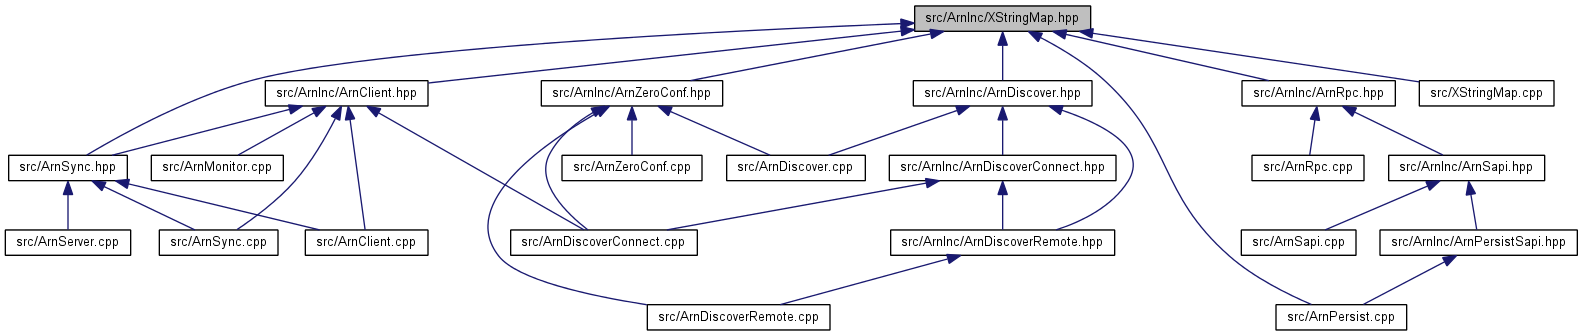 src/ArnInc/XStringMap.hpp
src/ArnInc/ArnClient.hpp
src/ArnInc/ArnZeroConf.hpp
src/ArnInc/ArnDiscover.hpp
src/ArnInc/ArnRpc.hpp
src/XStringMap.cpp
src/ArnSync.hpp
src/ArnMonitor.cpp
src/ArnZeroConf.cpp
src/ArnDiscover.cpp
src/ArnInc/ArnDiscoverConnect.hpp
src/ArnRpc.cpp
src/ArnInc/ArnSapi.hpp
src/ArnServer.cpp
src/ArnSync.cpp
src/ArnClient.cpp
src/ArnDiscoverConnect.cpp
src/ArnInc/ArnDiscoverRemote.hpp
src/ArnSapi.cpp
src/ArnInc/ArnPersistSapi.hpp
src/ArnDiscoverRemote.cpp
src/ArnPersist.cpp